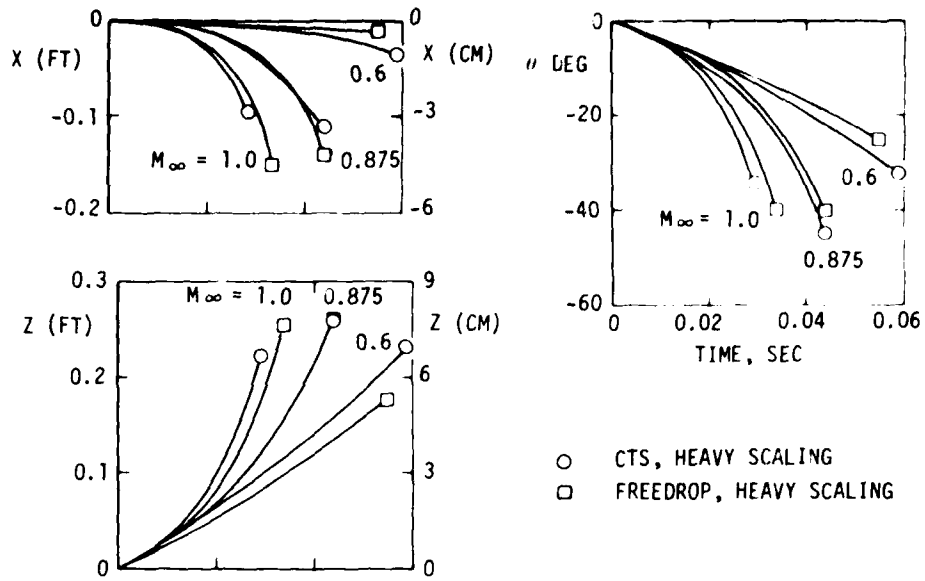 0
X (FT)
-0.1
-0.2
0
X (CM)
-3
-6
0.6
M∞ = 1.0
0.875
0
DEG
-20
-40
-60
0.6
M∞ = 1.0
0.875
0
0.02
0.04
0.06
TIME, SEC
0.3
Z (FT)
0.2
0.1
0
9
Z (CM)
6
3
0
M∞ = 1.0
0.875
0.6
CTS, HEAVY SCALING
FREEDROP, HEAVY SCALING